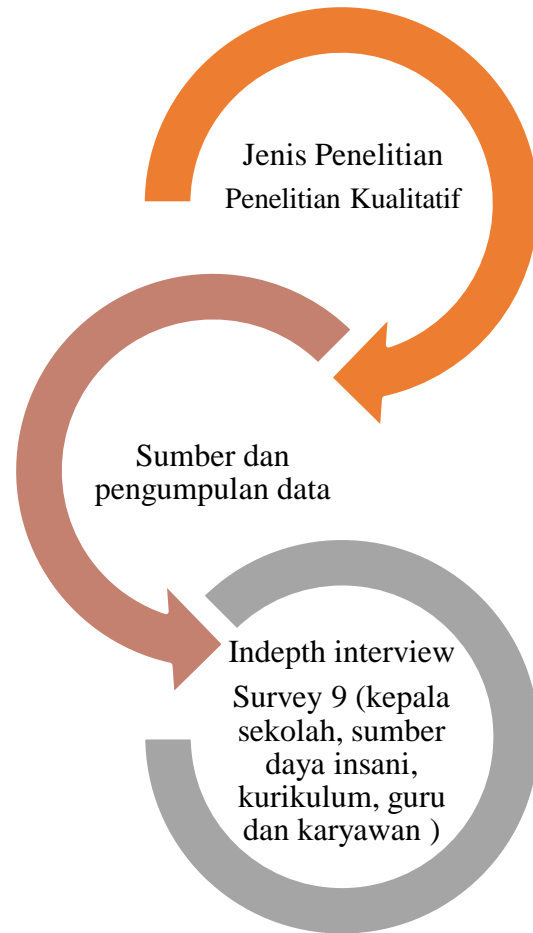 Jenis Penelitian
Penelitian Kualitatif
Sumber dan
pengumpulan data
Indepth interview
Survey 9 (kepala
sekolah, sumber
daya insani,
kurikulum, guru
dan karyawan )